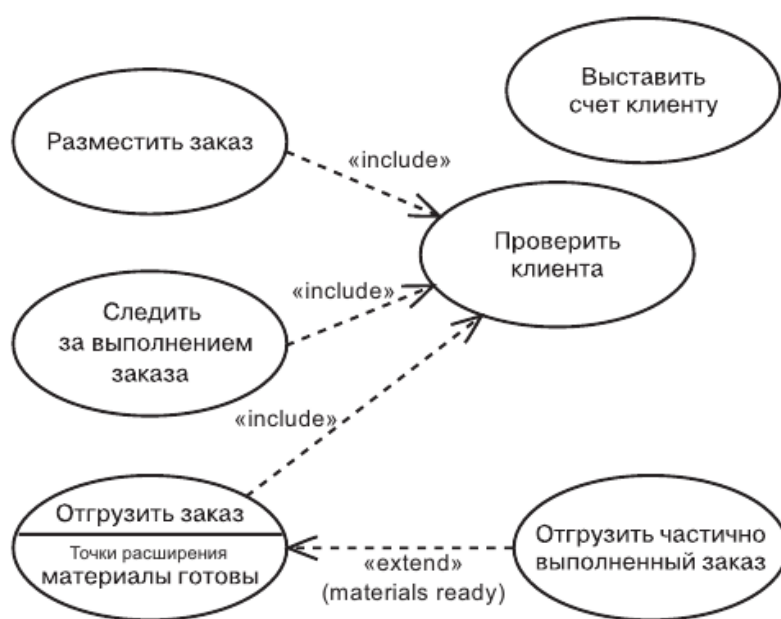 Выставить
счет клиенту
Разместить заказ
«include»
Проверить
клиента
«include»
Следить
за выполнением
заказа
«include»
Отгрузить заказ
Точки расширения
материалы готовы
«extend»
(materials ready)
Отгрузить частично
выполненный заказ